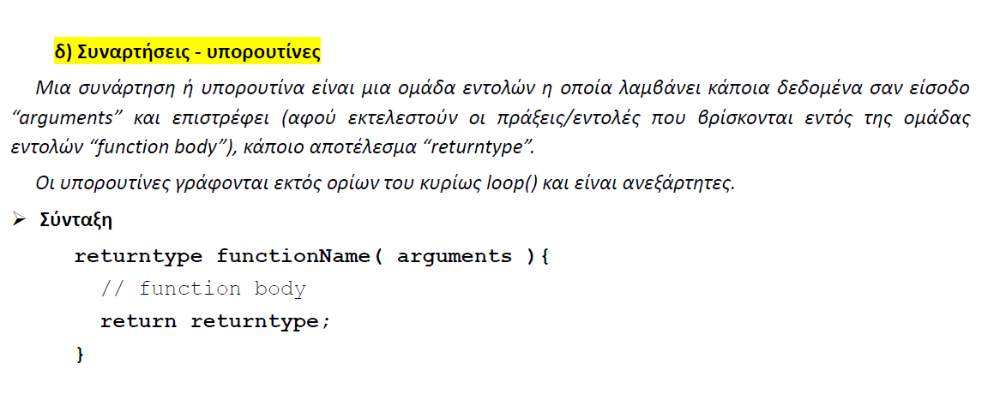 δ) Συναρτήσεις - υπορουτίνες
Μια συνάρτηση ή υπορουτίνα είναι μια ομάδα εντολών η οποία λαμβάνει κάποια δεδομένα σαν είσοδο
“arguments” και επιστρέφει (αφού εκτελεστούν οι πράξεις/εντολές που βρίσκονται εντός της ομάδας
εντολών “function body”), κάποιο αποτέλεσμα “returntype”.
Οι υπορουτίνες γράφονται εκτός ορίων του κυρίως loop() και είναι ανεξάρτητες.
➢ Σύνταξη
returntype functionName( arguments ){
// function body
return returntype;
}